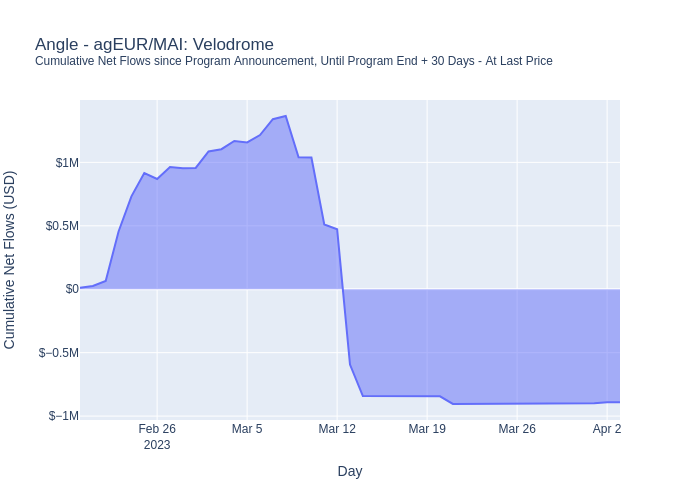 Angle - agEUR/MAI: Velodrome
Cumulative Net Flows since Program Announcement, Until Program End + 30 Days - At Last Price
Cumulative Net Flows (USD)
$1M
$0.5M
$0
$−0.5M
$−1M
Feb 26
2023
Mar 5
Mar 12
Mar 19
Mar 26
Apr 2
Day